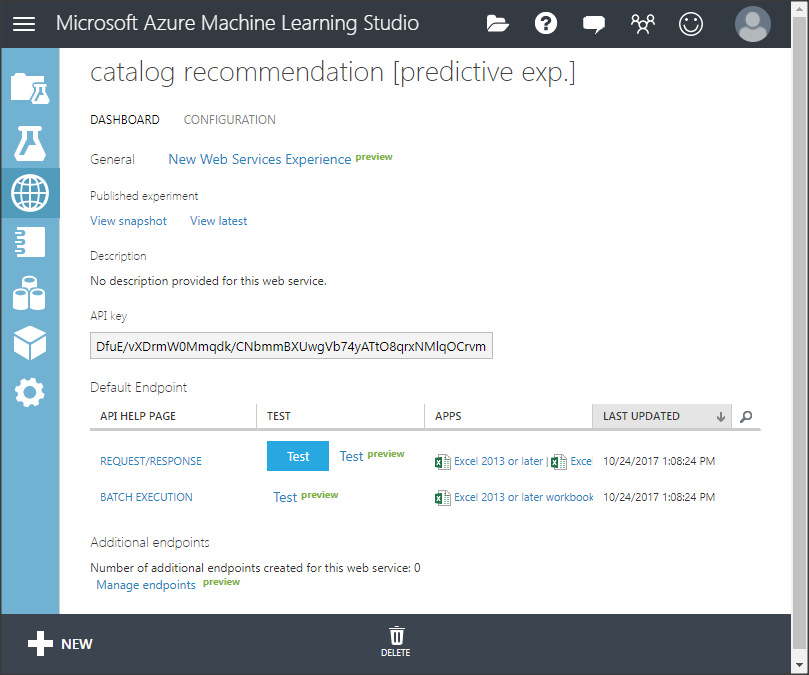 Microsoft Azure Machine Learning Studio
catalog recommendation [predictive exp.]
DASHBOARD CONFIGURATION
General New Web Services Experience preview
Published experiment
View snapshot View latest
Description
No description provided for this web service.
API key
DfuE/vXDrmW0Mmqdk/CNbmmBXUwgVb74yATtO8qrxNMlqOCrvm
Default Endpoint
API HELP PAGE TEST APPS LAST UPDATED
REQUEST/RESPONSE Test Test preview Excel 2013 or later | Exce 10/24/2017 1:08:24 PM
BATCH EXECUTION Test preview Excel 2013 or later workbook 10/24/2017 1:08:24 PM
Additional endpoints
Number of additional endpoints created for this web service: 0
Manage endpoints preview
NEW DELETE